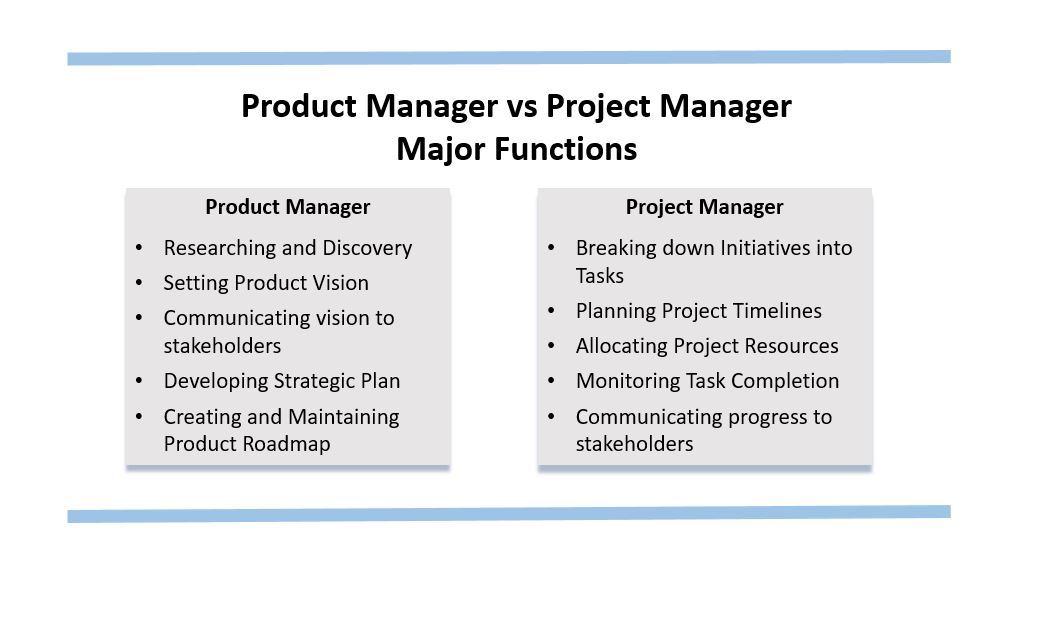 Product Manager vs Project Manager
Major Functions
Product Manager
• Researching and Discovery
• Setting Product Vision
• Communicating vision to
stakeholders
• Developing Strategic Plan
• Creating and Maintaining
Product Roadmap
Project Manager
• Breaking down Initiatives into
Tasks
• Planning Project Timelines
• Allocating Project Resources
• Monitoring Task Completion
• Communicating progress to
stakeholders